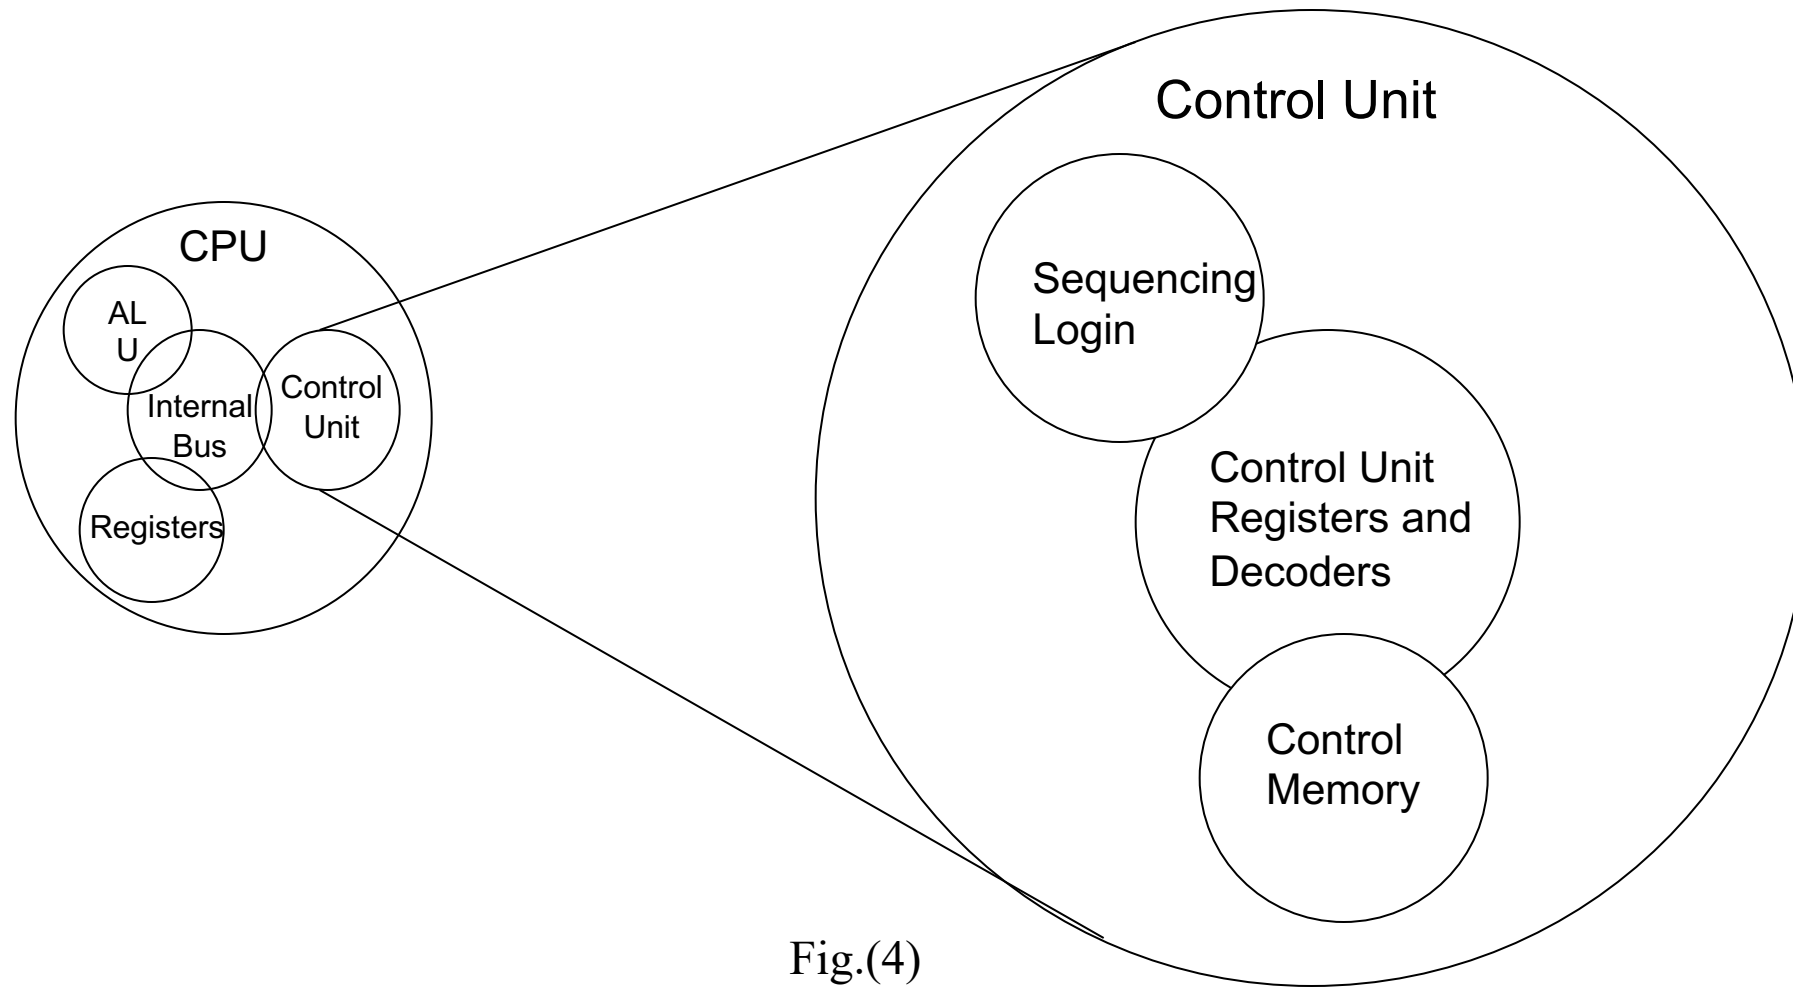 CPU
AL
U
Internal
Bus
Control
Unit
Registers
Control Unit
Sequencing
Login
Control Unit
Registers and
Decoders
Control
Memory
Fig.(4)